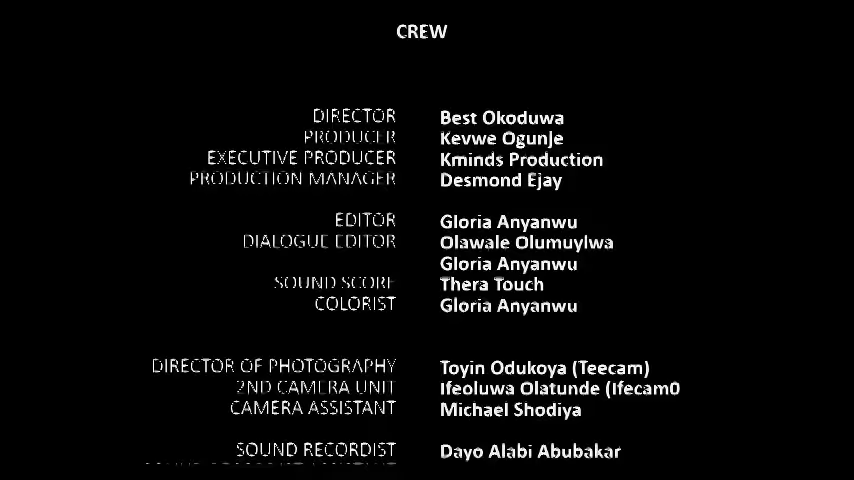 CREW
DIRECTOR Best Okoduwa
PRODUCER Kevwe Ogunje
EXECUTIVE PRODUCER Kminds Production
PRODUCTION MANAGER Desmond Ejay
EDITOR Gloria Anyanwu
DIALOGUE EDITOR Olawale Olumuyiwa
Gloria Anyanwu
SOUND SCORE Thera Touch
COLORIST Gloria Anyanwu
DIRECTOR OF PHOTOGRAPHY Toyin Odukoya (Teecam)
2ND CAMERA UNIT Ifeoluwa Olatunde (Ifecam0
CAMERA ASSISTANT Michael Shodiya
SOUND RECORDIST Dayo Alabi Abubakar